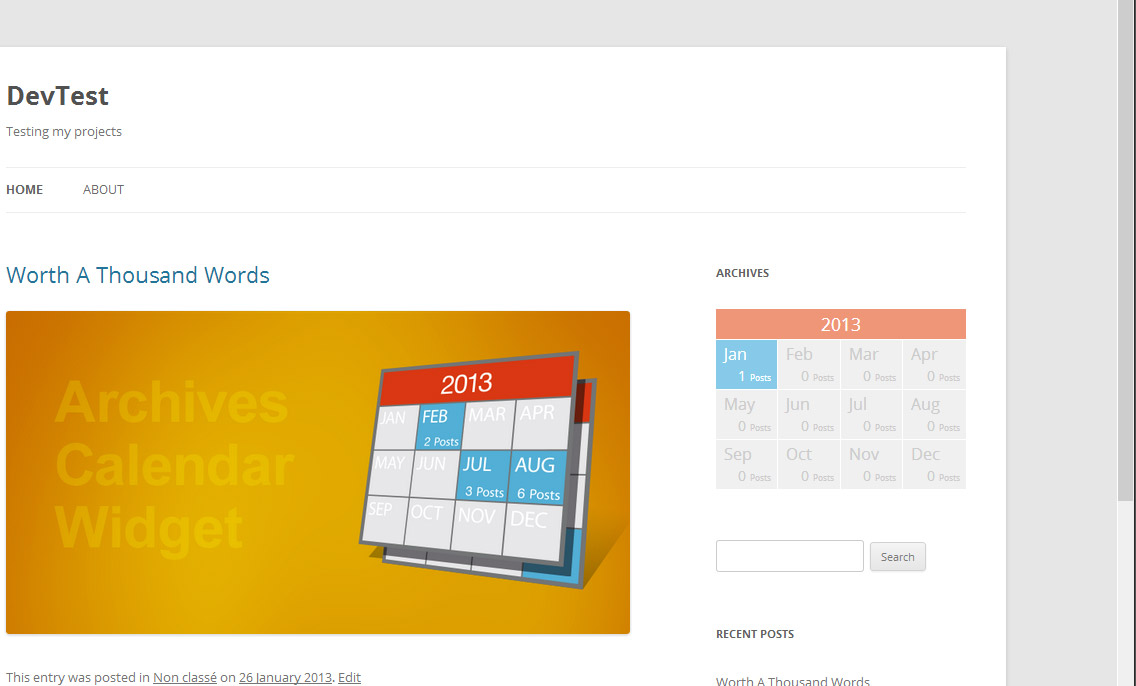 DevTest
Testing my projects
HOME ABOUT
Worth A Thousand Words
Archives
Calendar
Widget
2013
JAN FEB MAR APR
2 Posts
MAY JUN JUL AUG
3 Posts 6 Posts
SEP OCT NOV DEC
This entry was posted in Non classé on 26 January 2013. Edit
ARCHIVES
2013
Jan Feb Mar Apr
1 Posts 0 Posts 0 Posts 0 Posts
May Jun Jul Aug
0 Posts 0 Posts 0 Posts 0 Posts
Sep Oct Nov Dec
0 Posts 0 Posts 0 Posts 0 Posts
Search
RECENT POSTS
Worth A Thousand Words